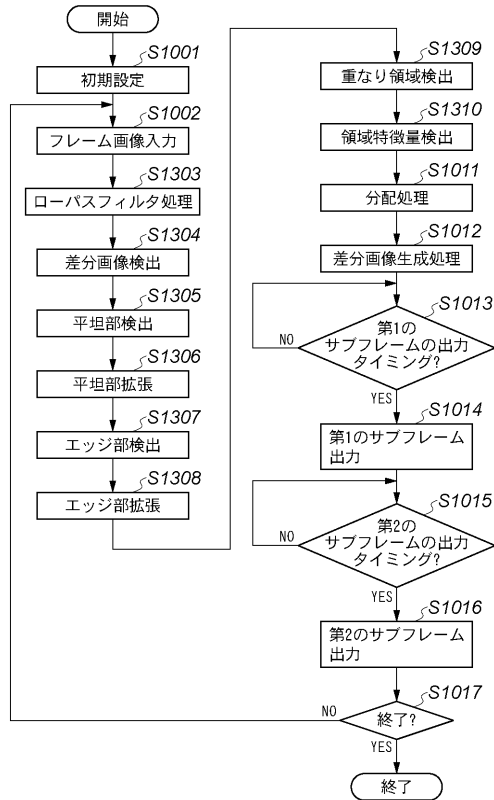 開始
S1001
初期設定
S1002
フレーム画像入力
S1303
ローパスフィルタ処理
S1304
差分画像検出
S1305
平坦部検出
S1306
平坦部拡張
S1307
エッジ部検出
S1308
エッジ部拡張
S1309
重なり領域検出
S1310
領域特徴量検出
S1011
分配処理
S1012
差分画像生成処理
S1013
第1の
サブフレームの出力
タイミング?
NO
YES
S1014
第1のサブフレーム
出力
S1015
第2の
サブフレームの出力
タイミング?
NO
YES
S1016
第2のサブフレーム
出力
S1017
終了?
NO
YES
終了